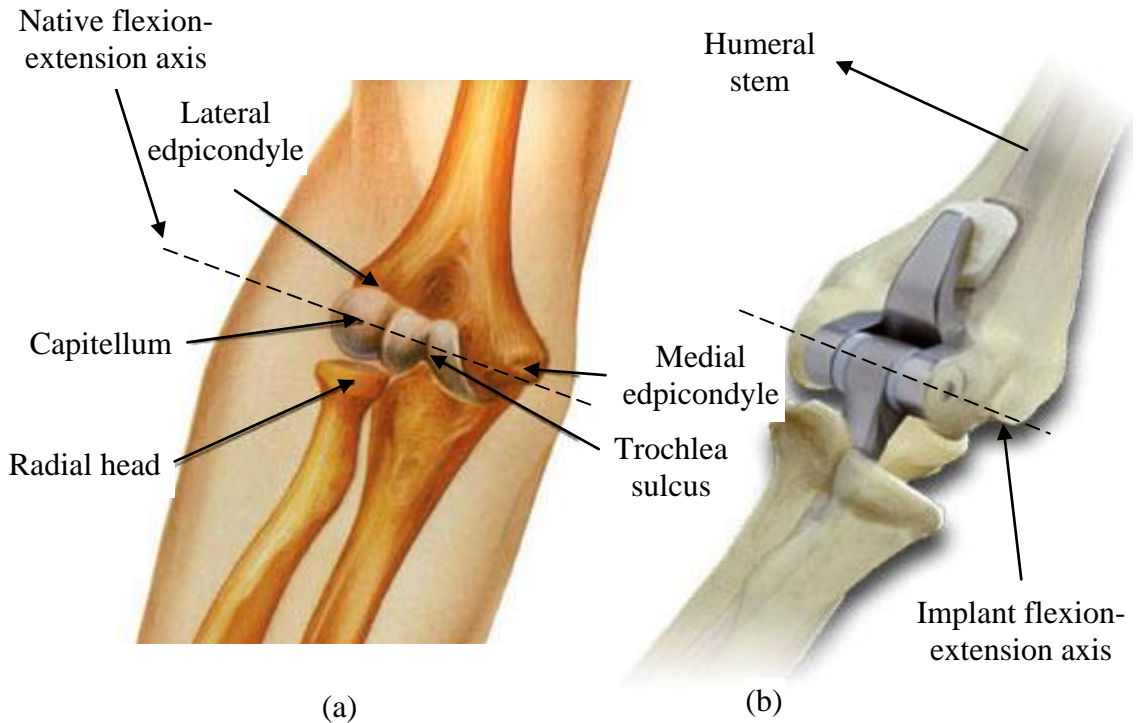 Native flexion-
extension axis
Lateral
edpicondyle
Capitellum
Radial head
Medial
edpicondyle
Trochlea
sulcus
(a)
Humeral
stem
Implant flexion-
extension axis
(b)